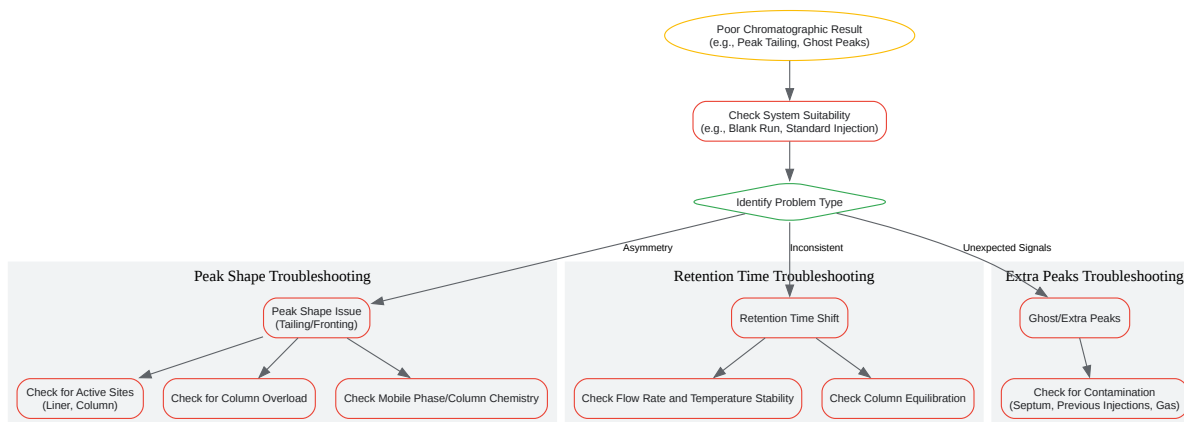 Poor Chromatographic Result
(e.g., Peak Tailing, Ghost Peaks)
Check System Suitability
(e.g., Blank Run, Standard Injection)
Identify Problem Type
Asymmetry
Inconsistent
Unexpected Signals
Peak Shape Troubleshooting
Retention Time Troubleshooting
Extra Peaks Troubleshooting
Peak Shape Issue
(Tailing/Fronting)
Retention Time Shift
Ghost/Extra Peaks
Check for Active Sites
(Liner, Column)
Check for Column Overload
Check Mobile Phase/Column Chemistry
Check Flow Rate and Temperature Stability
Check Column Equilibration
Check for Contamination
(Septum, Previous Injections, Gas)